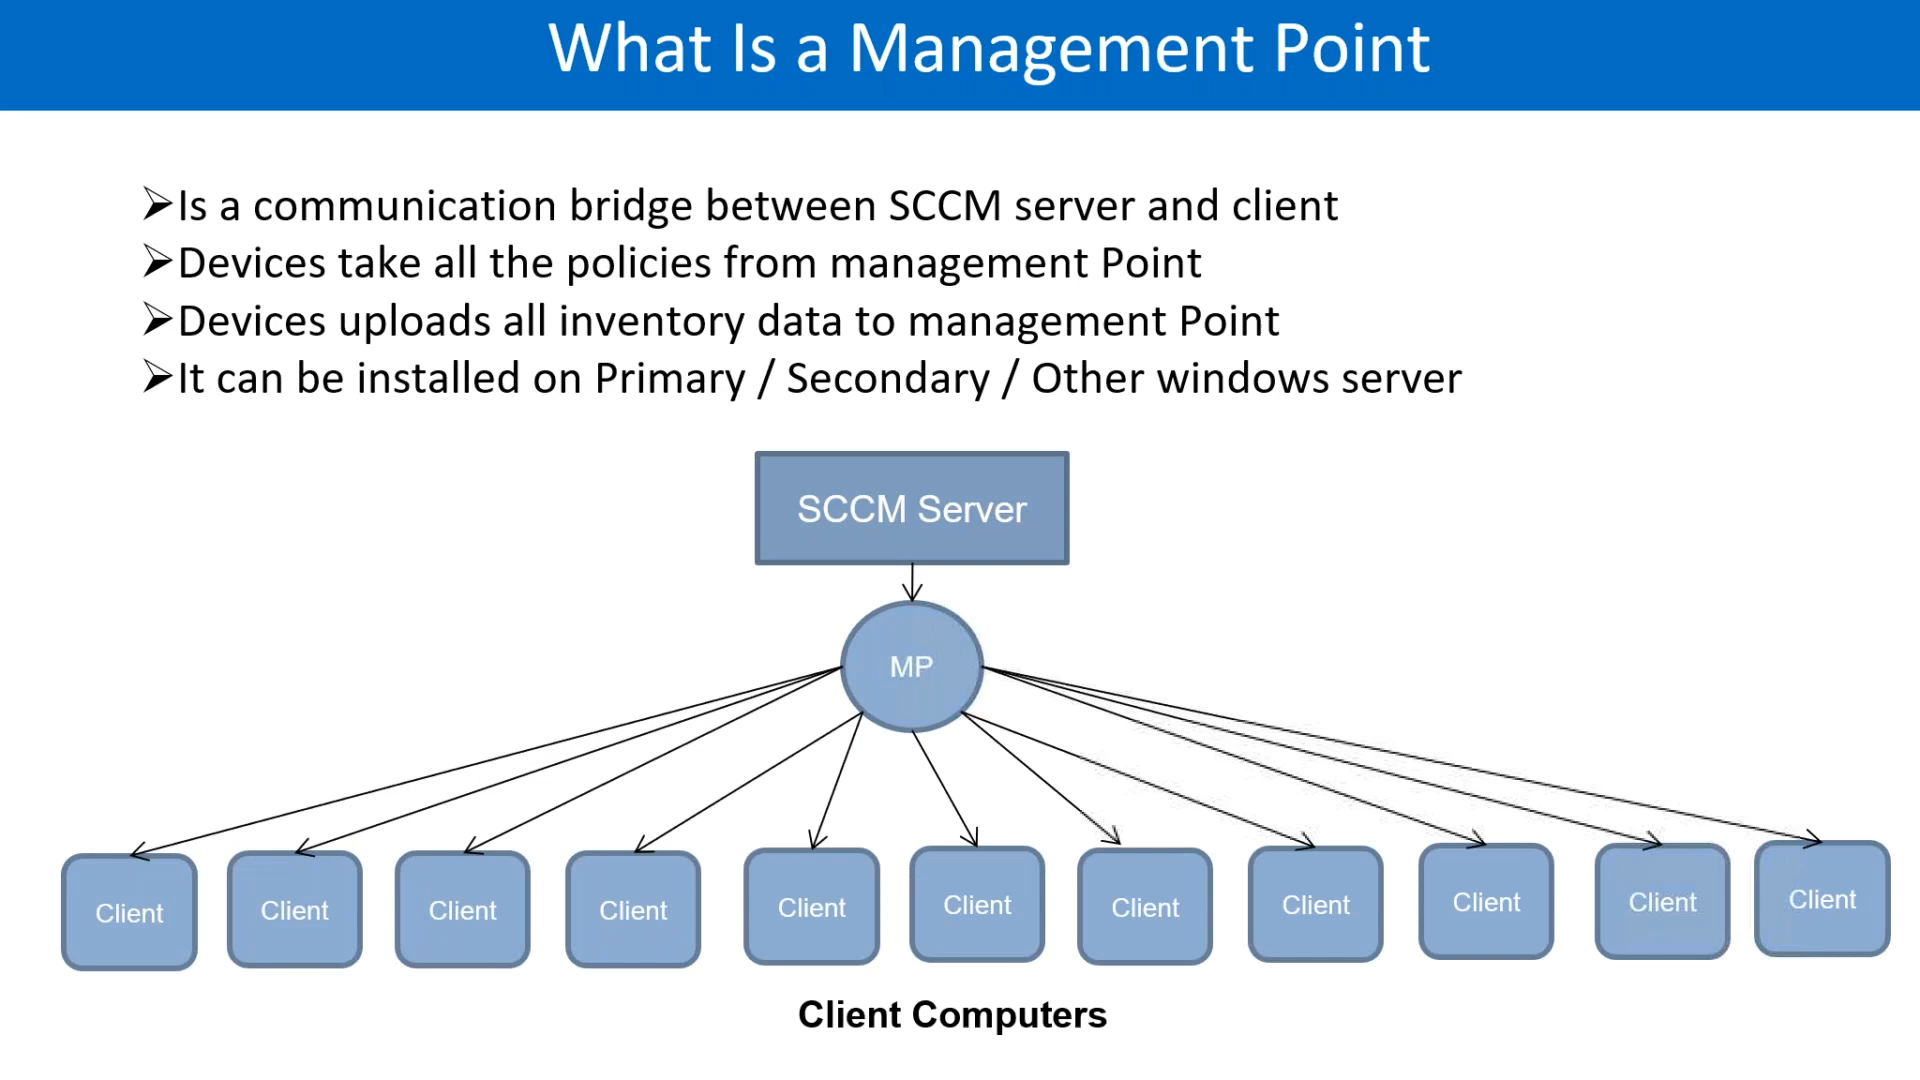 What Is a Management Point
➢Is a communication bridge between SCCM server and client
➢Devices take all the policies from management Point
➢Devices uploads all inventory data to management Point
➢It can be installed on Primary / Secondary / Other windows server
SCCM Server
MP
Client
Client
Client
Client
Client
Client
Client
Client
Client
Client
Client
Client Computers